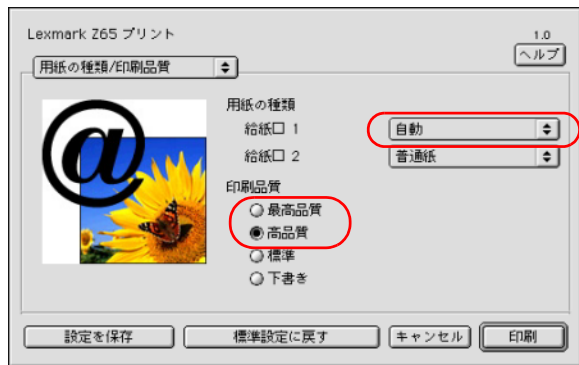 Lexmark Z65 プリント
1.0
用紙の種類/印刷品質
ヘルプ
用紙の種類
給紙口 1
自動
給紙口 2
普通紙
印刷品質
最高品質
高品質
標準
下書き
設定を保存
標準設定に戻す
キャンセル
印刷